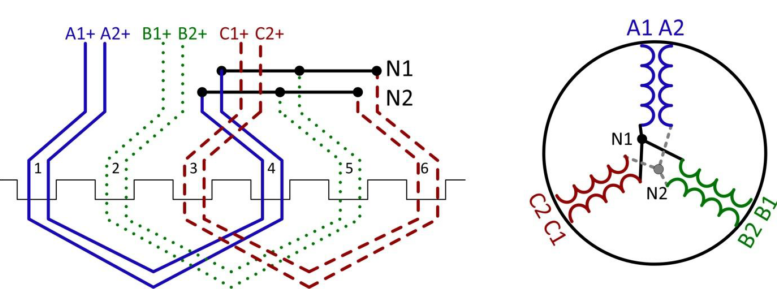 A1+ A2+ B1+ B2+ C1+ C2+
N1
N2
1 2 3 4 5 6
A1 A2
N1
N2
C2 C1
B2 B1